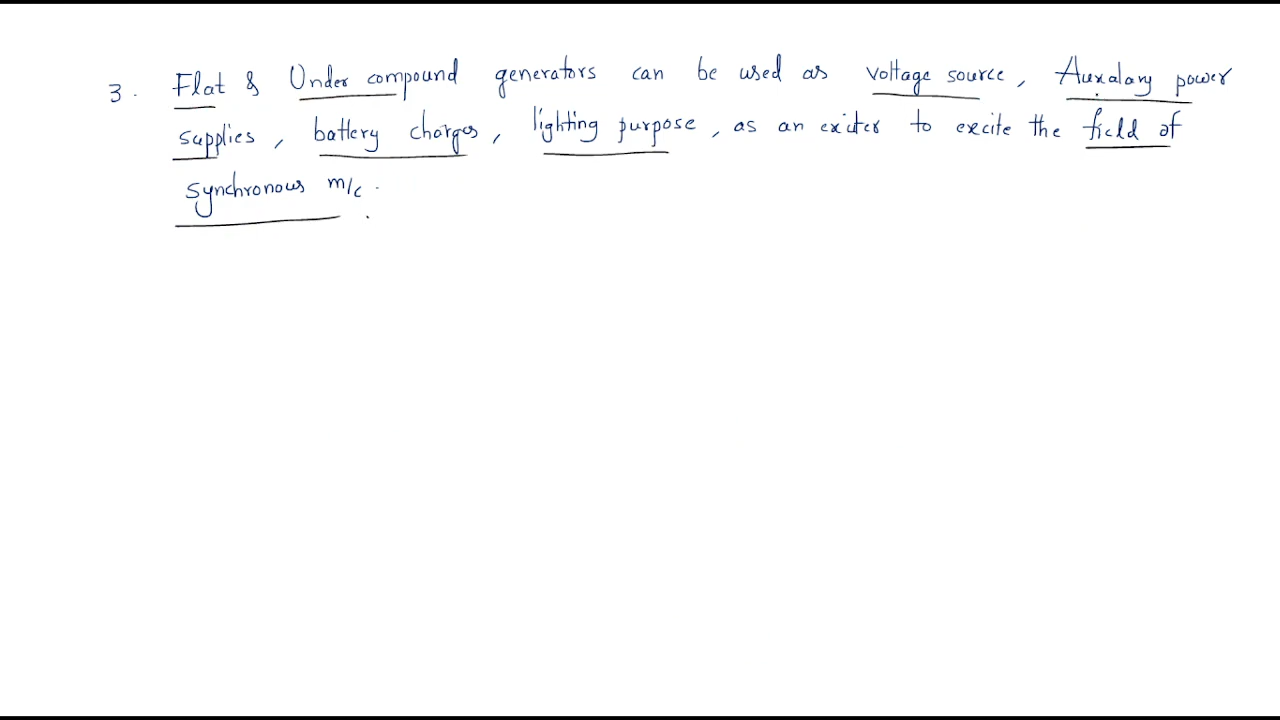 3. Flat & Under compound generators can be used as voltage source, Auxalary power
supplies, battery charges, lighting purpose, as an exciter to excite the field of
synchronous m/c.